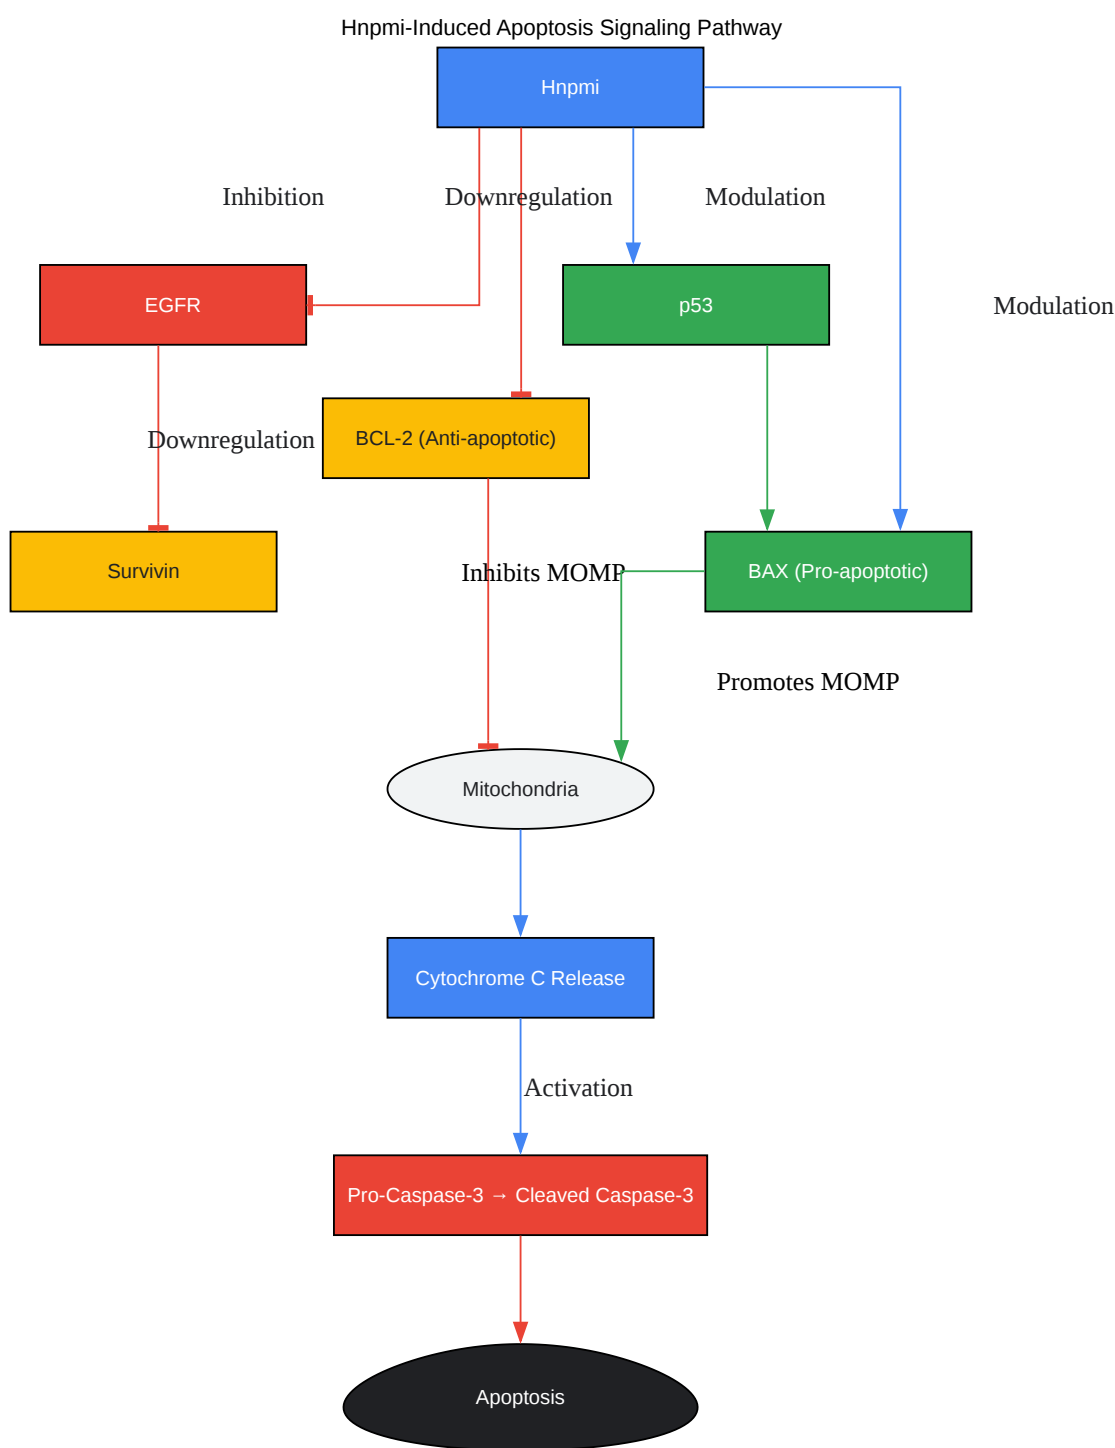 Hnpmi-Induced Apoptosis Signaling Pathway
Hnpmi
Inhibition
Downregulation
Modulation
EGFR
p53
Modulation
Downregulation
BCL-2 (Anti-apoptotic)
Survivin
Inhibits MOMP
BAX (Pro-apoptotic)
Promotes MOMP
Mitochondria
Cytochrome C Release
Activation
Pro-Caspase-3 → Cleaved Caspase-3
Apoptosis